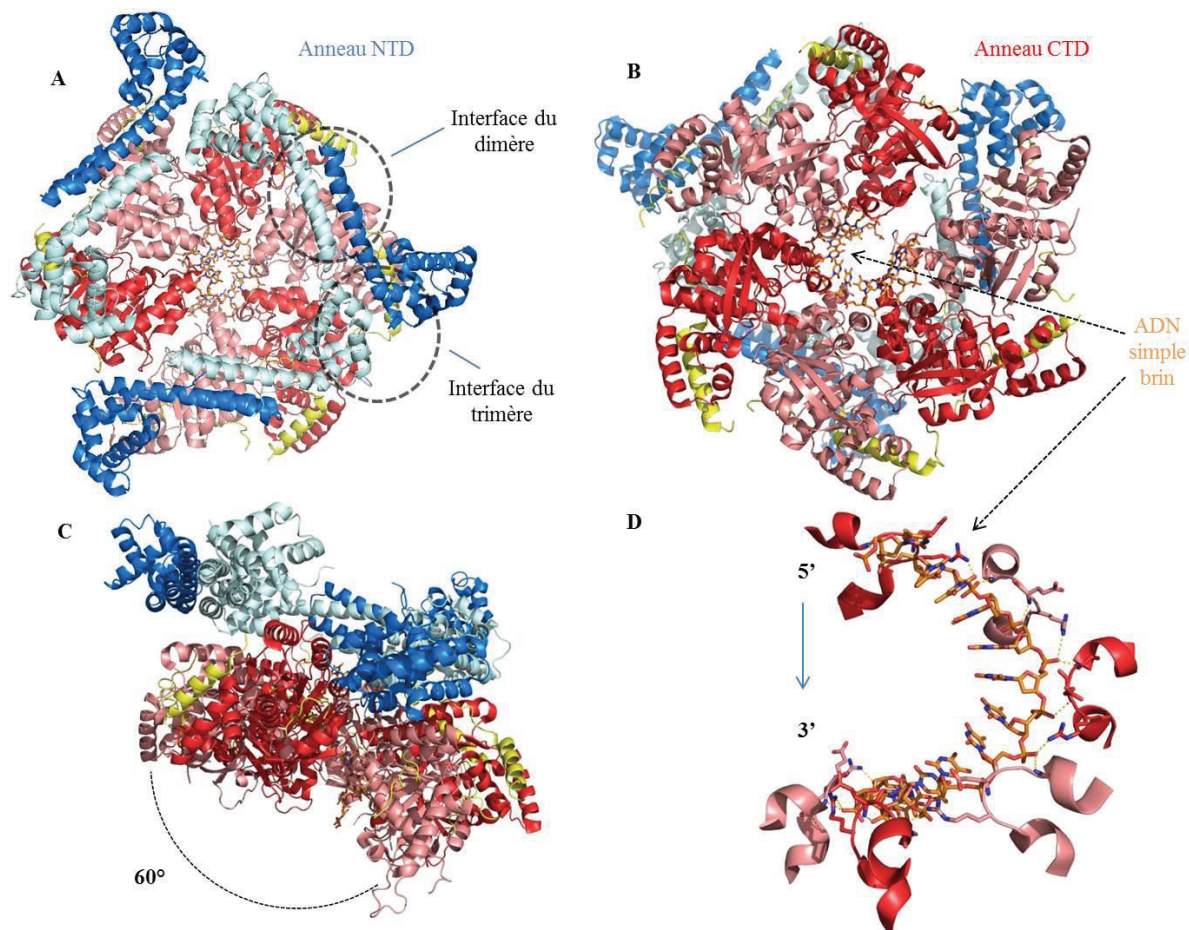 Anneau NTD
A
Interface du
dimère
Interface du
trimère
Anneau CTD
B
ADN
simple
brin
C
60°
D
5’
3’